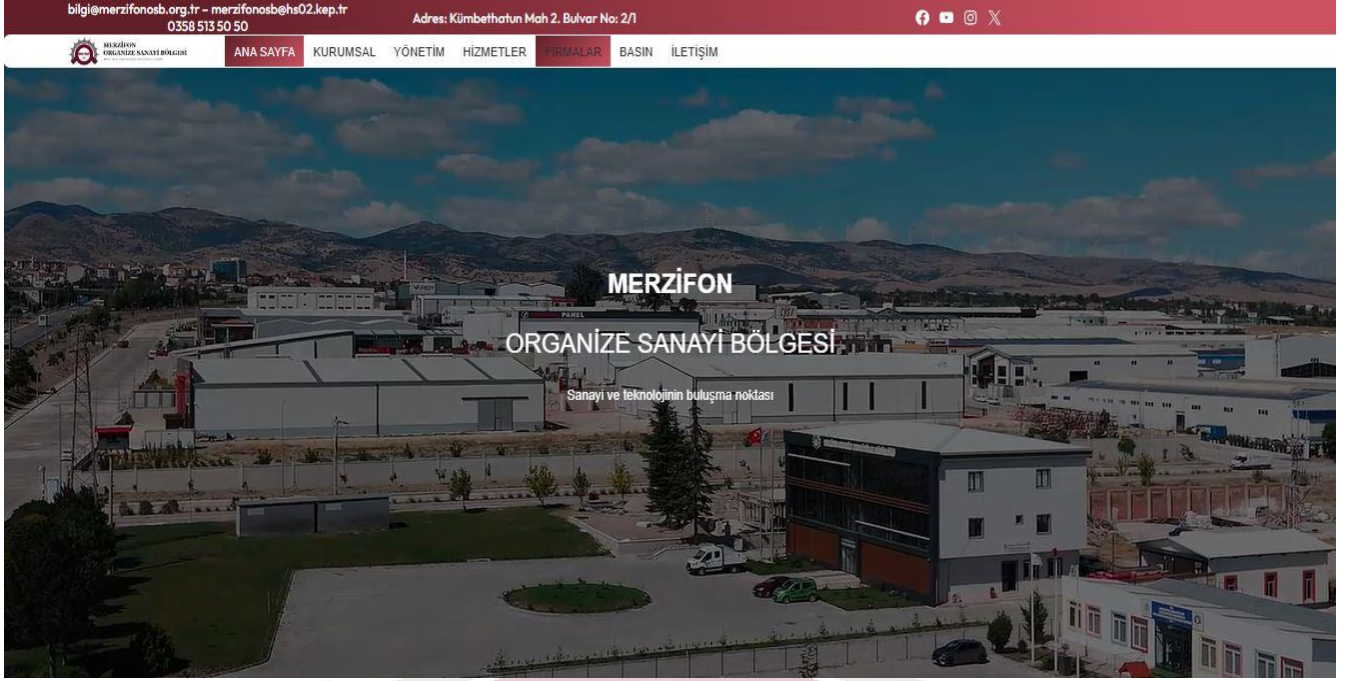 bilgi@merzifonosb.org.tr – merzifonosb@hs02.kep.tr
0358 513 50 50
Adres: Kümbethatun Mah 2. Bulvar No: 2/1
MERZİFON
ORGANİZE SANAYİ BÖLGESİ
ANA SAYFA KURUMSAL YÖNETİM HİZMETLER FIRMALAR BASIN İLETİŞİM
MERZİFON
PANEL
ORGANİZE SANAYİ BÖLGESİ
Sanayi ve teknolojinin buluşma noktası